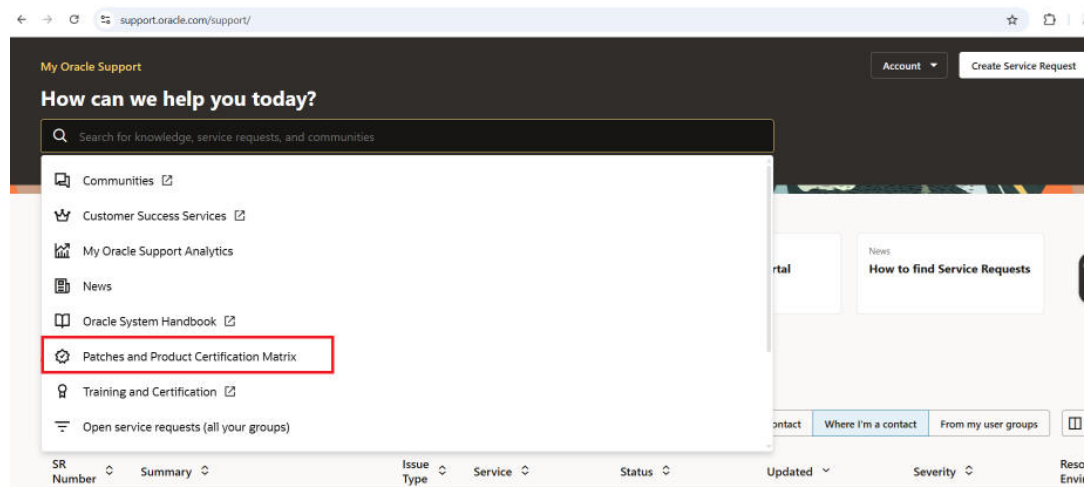 support.oracle.com/support/
My Oracle Support
Account
Create Service Request
How can we help you today?
Search for knowledge, service requests, and communities
Communities
Customer Success Services
My Oracle Support Analytics
News
Oracle System Handbook
Patches and Product Certification Matrix
Training and Certification
Open service requests (all your groups)
rtal
News
How to find Service Requests
ontact
Where I'm a contact
From my user groups
SR Number
Summary
Issue Type
Service
Status
Updated
Severity
Reso
Envir